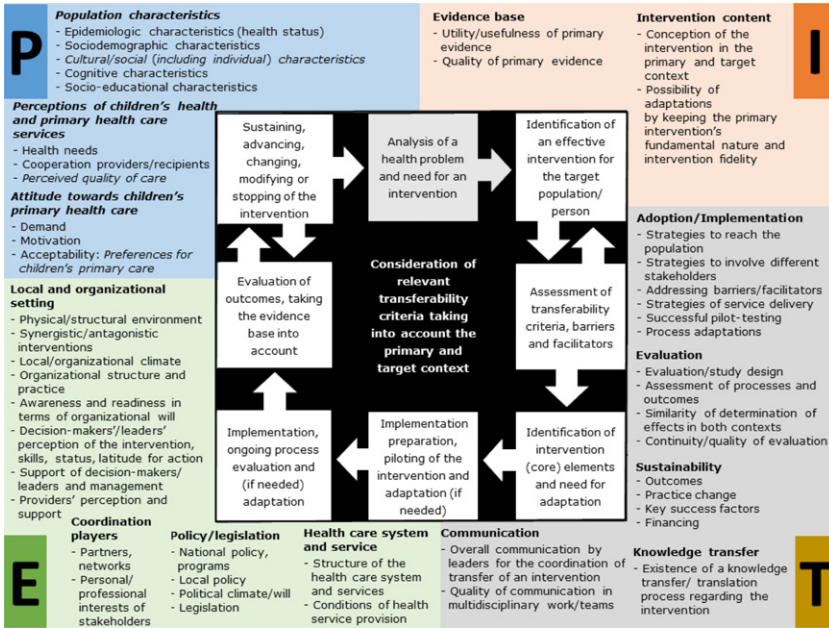 P
Population characteristics
- Epidemiologic characteristics (health status)
- Sociodemographic characteristics
- Cultural/social (including individual) characteristics
- Cognitive characteristics
- Socio-educational characteristics
Perceptions of children's health
and primary health care
services
- Health needs
- Cooperation providers/recipients
- Perceived quality of care
Attitude towards children's
primary health care
- Demand
- Motivation
- Acceptability: Preferences for
children's primary care
Evidence base
- Utility/usefulness of primary
evidence
- Quality of primary evidence
Intervention content
- Conception of the
intervention in the
primary and target
context
- Possibility of
adaptations
by keeping the primary
intervention's
fundamental nature and
intervention fidelity
I
Sustaining,
advancing,
changing,
modifying or
stopping of the
intervention
Analysis of a
health problem
and need for an
intervention
Identification of
an effective
intervention for
the target
population/
person
Evaluation of
outcomes, taking
the evidence
base into
account
Consideration of
relevant
transferability
criteria taking
into account the
primary and
target context
Assessment of
transferability
criteria, barriers
and facilitators
Implementation,
ongoing process
evaluation and
(if needed)
adaptation
Implementation
preparation,
piloting of the
intervention and
adaptation (if
needed)
Identification of
intervention
(core) elements
and need for
adaptation
Local and organizational
setting
- Physical/structural environment
- Synergistic/antagonistic
interventions
- Local/organizational climate
- Organizational structure and
practice
- Awareness and readiness in
terms of organizational will
- Decision-makers'/leaders'
perception of the intervention,
skills, status, latitude for action
- Support of decision-makers/
leaders and management
- Providers' perception and
support
E
Coordination
players
- Partners,
networks
- Personal/
professional
interests of
stakeholders
Policy/legislation
- National policy,
programs
- Local policy
- Political climate/will
- Legislation
Health care system
and service
- Structure of the
health care system
and services
- Conditions of health
service provision
Adoption/Implementation
- Strategies to reach the
population
- Strategies to involve different
stakeholders
- Addressing barriers/facilitators
- Strategies of service delivery
- Successful pilot-testing
- Process adaptations
Evaluation
- Evaluation/study design
- Assessment of processes and
outcomes
- Similarity of determination of
effects in both contexts
- Continuity/quality of evaluation
Sustainability
- Outcomes
- Practice change
- Key success factors
- Financing
Communication
- Overall communication by
leaders for the coordination of
transfer of an intervention
- Quality of communication in
multidisciplinary work/teams
Knowledge transfer
- Existence of a knowledge
transfer/ translation
process regarding the
intervention
T